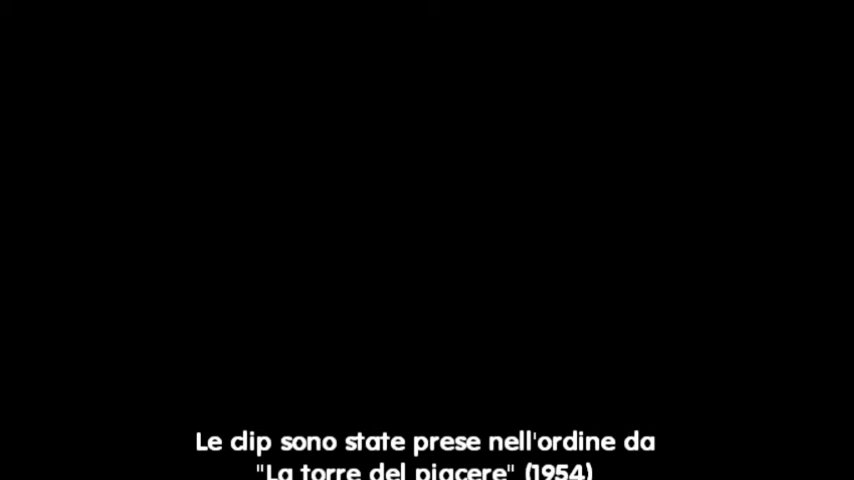 Le clip sono state prese nell'ordine da
"La torre del piacere" (1954)